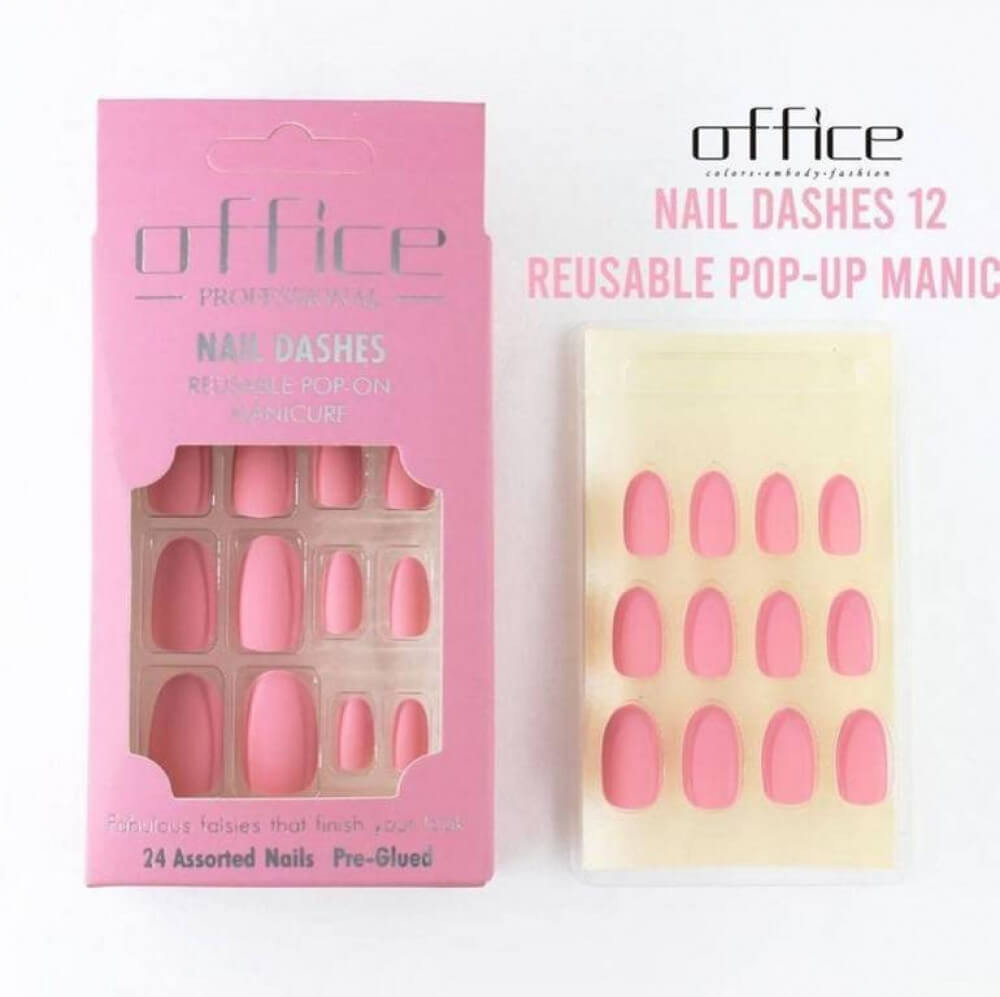 office
PROFESSIONAL
NAIL DASHES
REUSABLE POP-ON
MANICURE
Fabulous falsies that finish your look
24 Assorted Nails Pre-Glued
office
colors•embody•fashion
NAIL DASHES 12
REUSABLE POP-UP MANIC